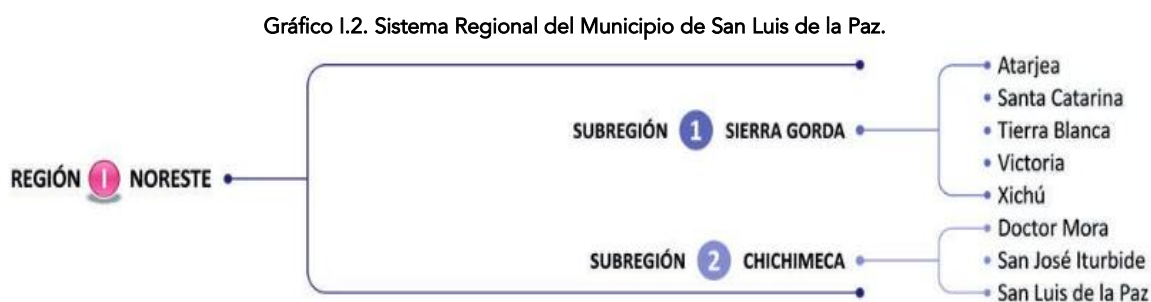 Gráfico I.2. Sistema Regional del Municipio de San Luis de la Paz.
REGIÓN I NORESTE
SUBREGIÓN 1 SIERRA GORDA
Atarjea
Santa Catarina
Tierra Blanca
Victoria
Xichú
SUBREGIÓN 2 CHICHIMECA
Doctor Mora
San José Iturbide
San Luis de la Paz